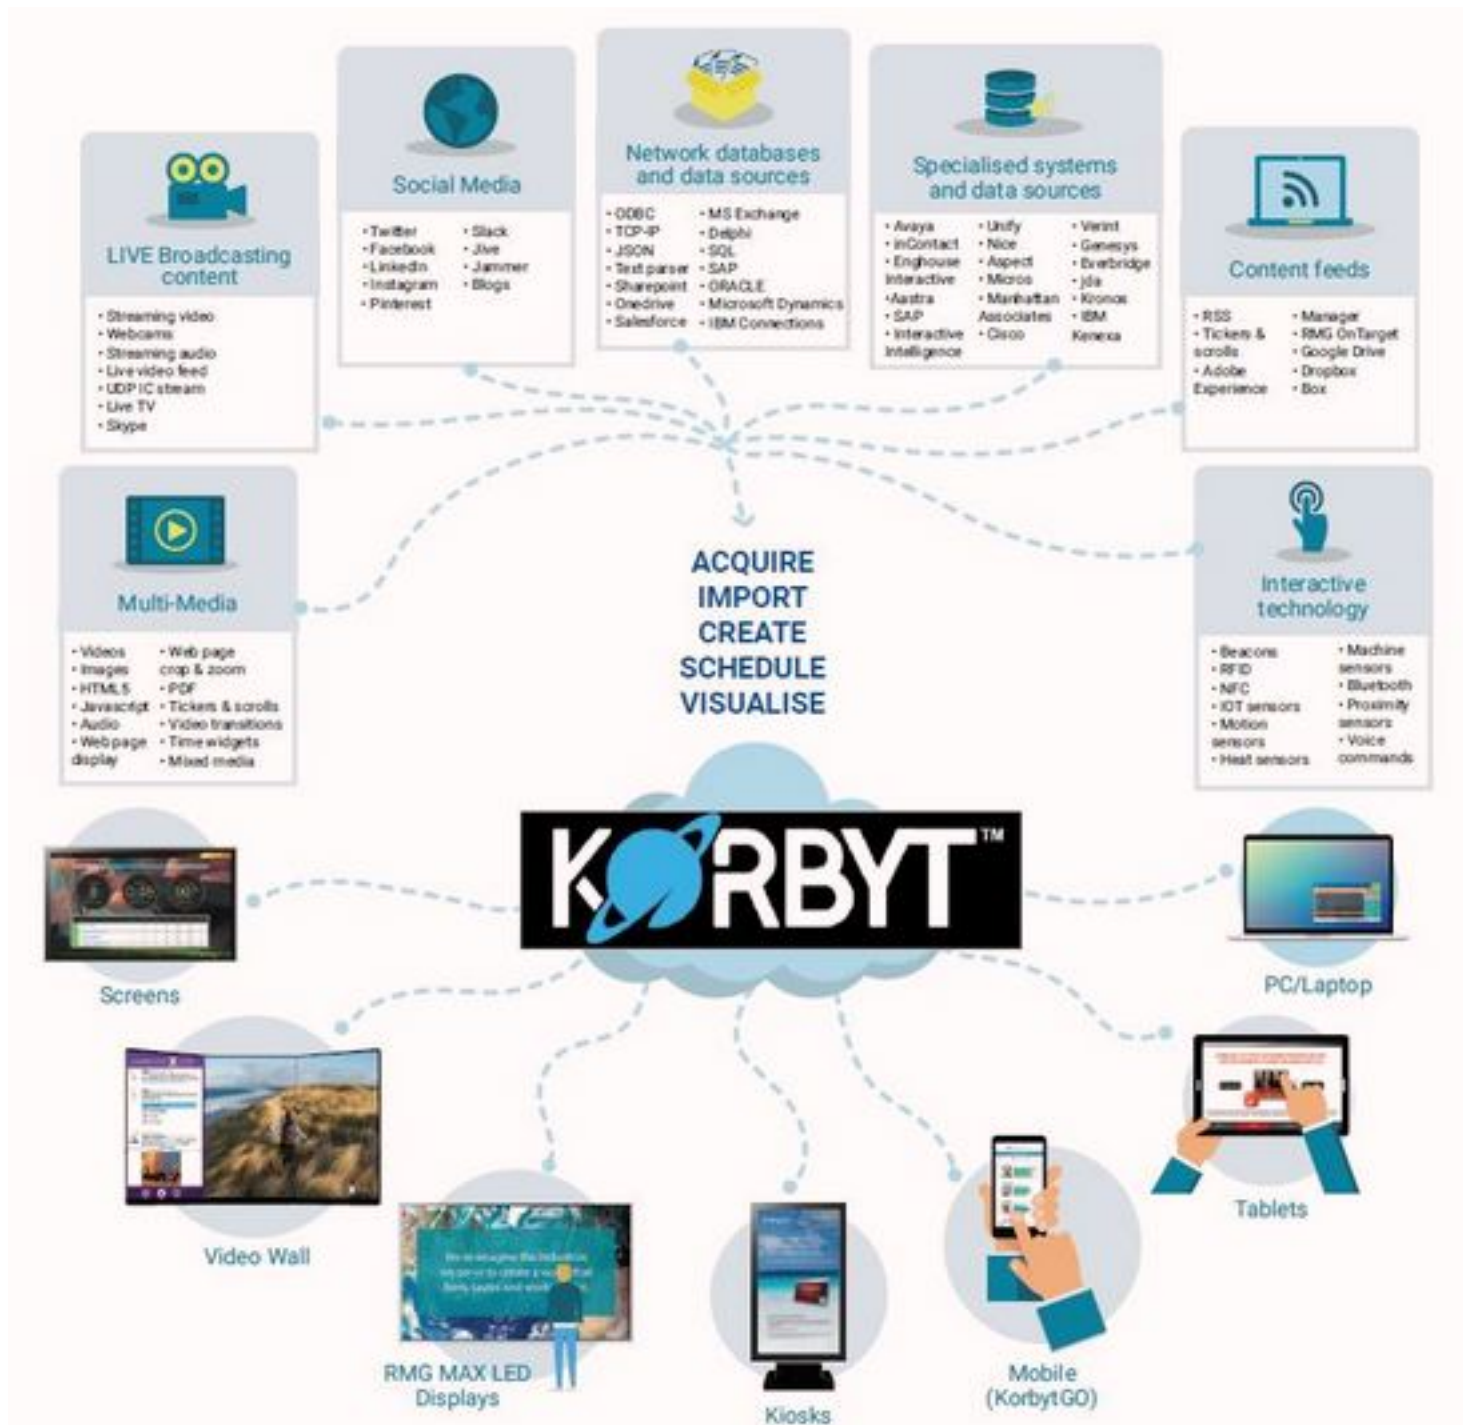 LIVE Broadcasting
content
• Streaming video
• Webcams
• Streaming audio
• Live video feed
• UDP IC stream
• Live TV
• Skype
Social Media
• Twitter
• Facebook
• LinkedIn
• Instagram
• Pinterest
• Slack
• Jive
• Jammer
• Blogs
Network databases
and data sources
• ODBC
• TCP-IP
• JSON
• Text parser
• Sharepoint
• Onedrive
• Salesforce
• MS Exchange
• Delphi
• SQL
• SAP
• ORACLE
• Microsoft Dynamics
• IBM Connections
Specialised systems
and data sources
• Avaya
• inContact
• Enghouse
Interactive
•Aastra
• SAP
• Interactive
Intelligence
• Unify
• Nice
• Aspect
• Micros
• Manhattan
Associates
• Cisco
• Verint
• Genesys
• Everbridge
• jda
• Kronos
• IBM
Kenexa
Content feeds
• RSS
• Tickers &
scrolls
• Adobe
Experience
• Manager
• RMG OnTarget
• Google Drive
• Dropbox
• Box
Multi-Media
• Videos
• Images
• HTML5
• Javascript
• Audio
• Web page
display
• Web page
crop & zoom
• PDF
• Tickers & scrolls
• Video transitions
• Time widgets
• Mixed media
Interactive
technology
• Beacons
• RFID
• NFC
• IOT sensors
• Motion
sensors
• Heat sensors
• Machine
sensors
• Bluetooth
• Proximity
sensors
• Voice
commands
ACQUIRE
IMPORT
CREATE
SCHEDULE
VISUALISE
KORBYT™
Screens
PC/Laptop
Video Wall
Tablets
RMG MAX LED
Displays
Kiosks
Mobile
(KorbytGO)